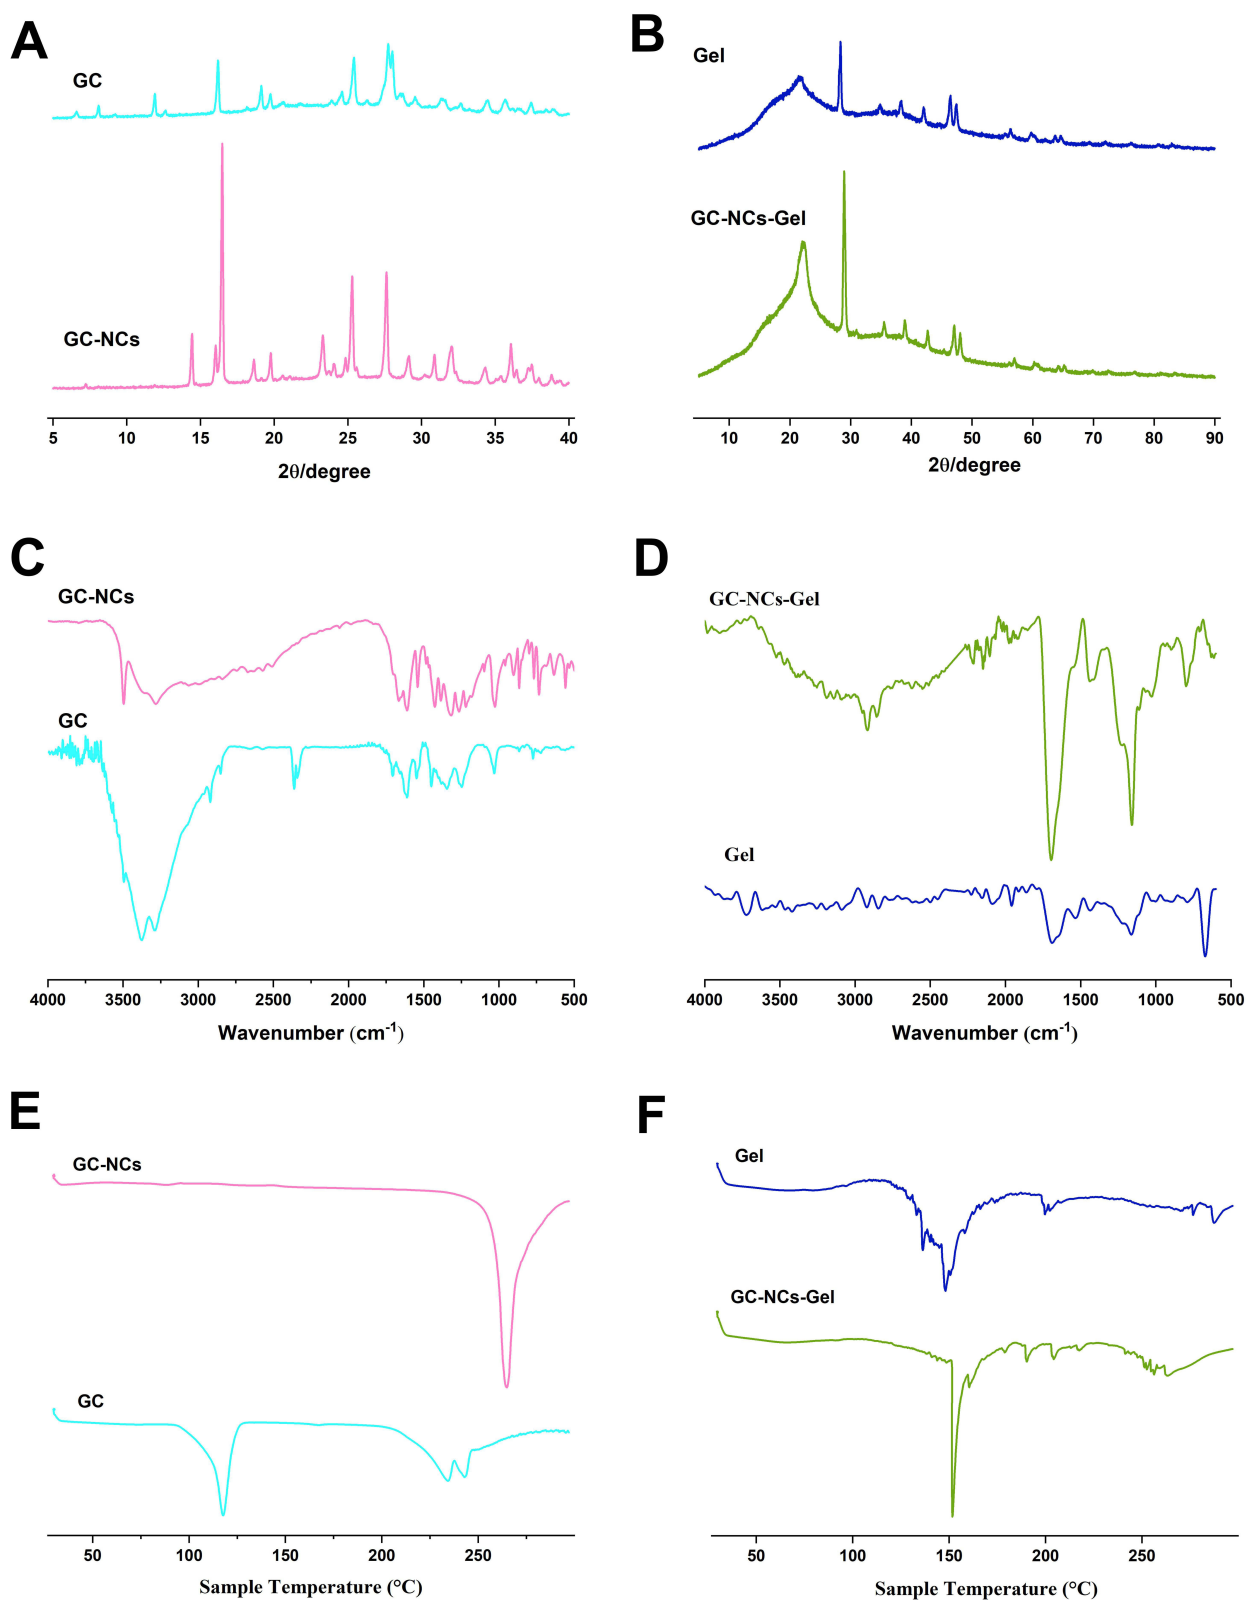 A
GC
GC-NCs
5 10 15 20 25 30 35 40
2θ/degree
B
Gel
GC-NCs-Gel
10 20 30 40 50 60 70 80 90
2θ/degree
C
GC-NCs
GC
4000 3500 3000 2500 2000 1500 1000 500
Wavenumber (cm-1)
D
GC-NCs-Gel
Gel
4000 3500 3000 2500 2000 1500 1000 500
Wavenumber (cm-1)
E
GC-NCs
GC
50 100 150 200 250
Sample Temperature (°C)
F
Gel
GC-NCs-Gel
50 100 150 200 250
Sample Temperature (°C)